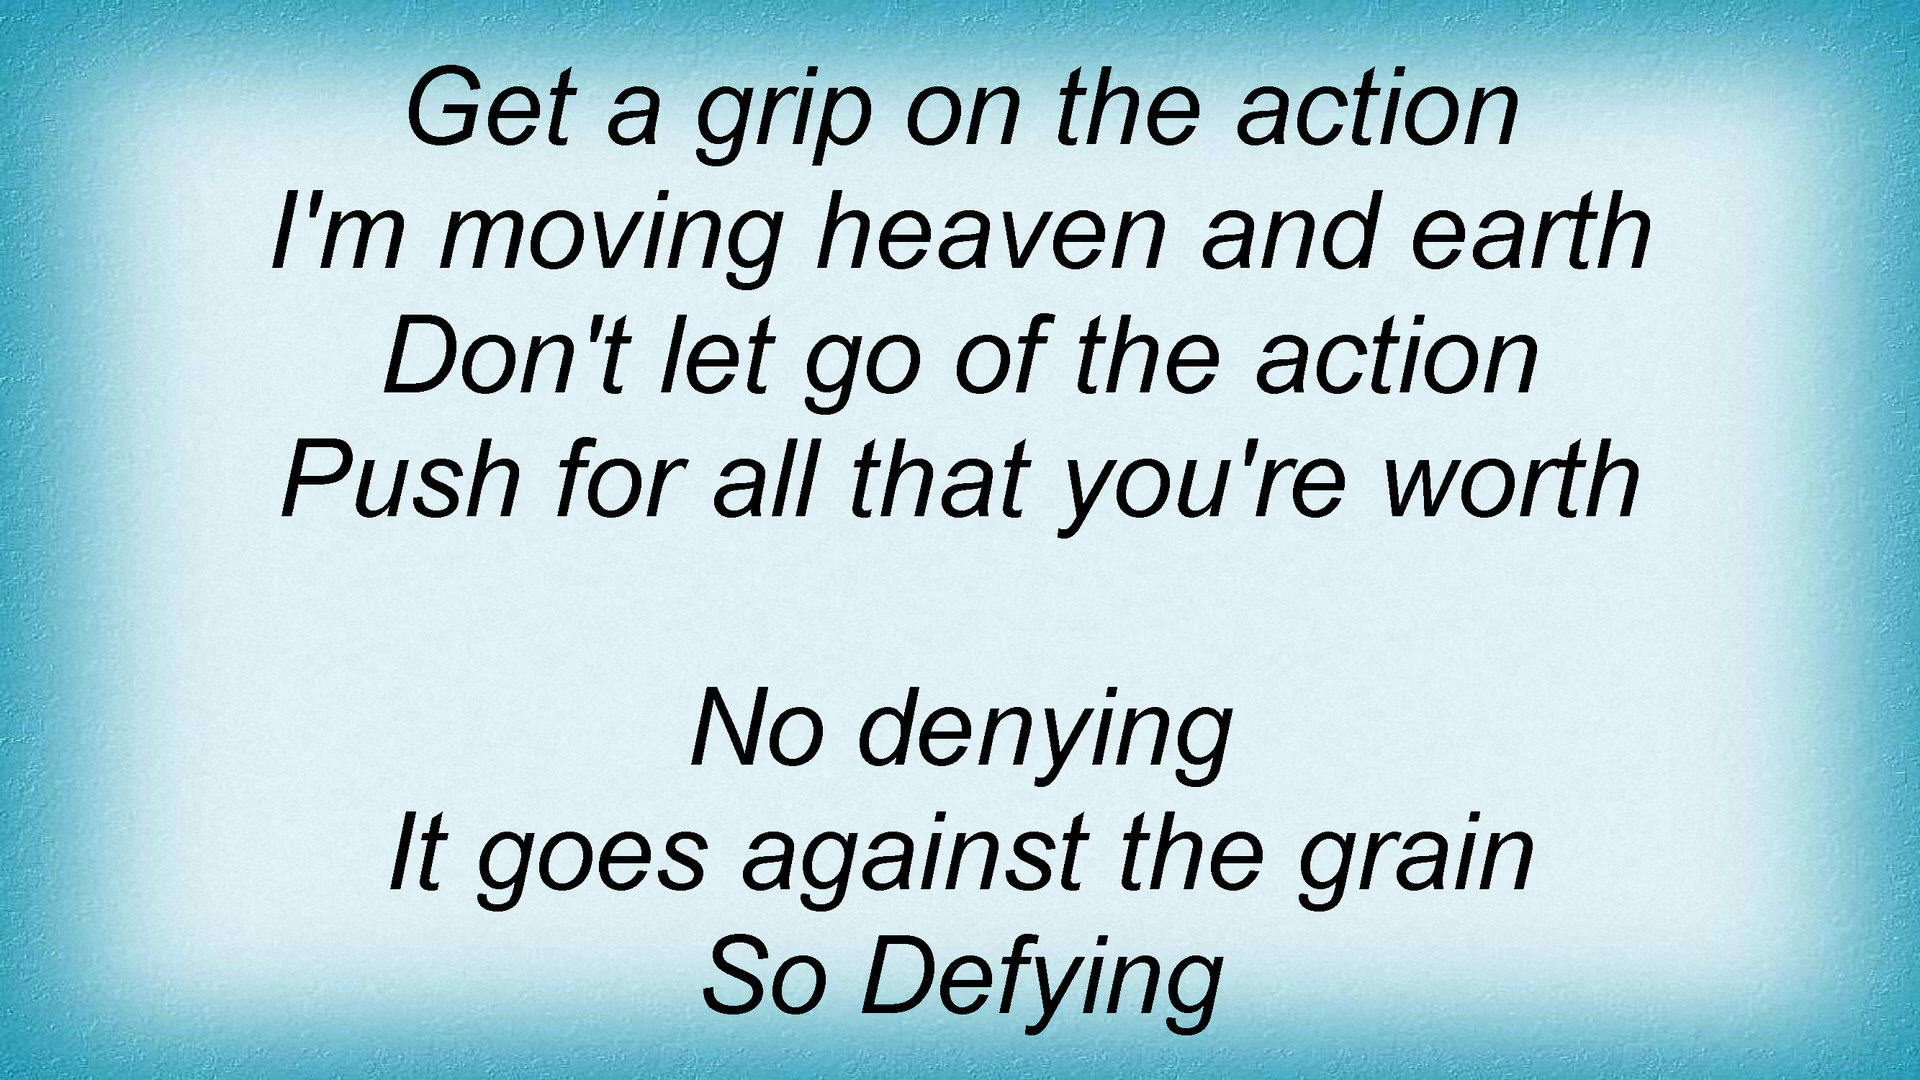 Get a grip on the action
I'm moving heaven and earth
Don't let go of the action
Push for all that you're worth
No denying
It goes against the grain
So Defying